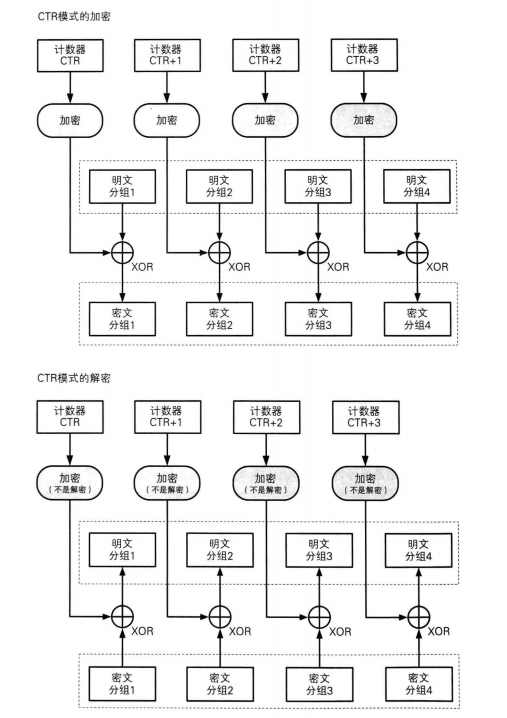 CTR模式的加密
计数器 计数器 计数器 计数器
CTR CTR+1 CTR+2 CTR+3
加密 加密 加密 加密
明文 明文 明文 明文
分组1 分组2 分组3 分组4
XOR XOR XOR XOR
密文 密文 密文 密文
分组1 分组2 分组3 分组4
CTR模式的解密
计数器 计数器 计数器 计数器
CTR CTR+1 CTR+2 CTR+3
加密 加密 加密 加密
(不是解密) (不是解密) (不是解密) (不是解密)
明文 明文 明文 明文
分组1 分组2 分组3 分组4
XOR XOR XOR XOR
密文 密文 密文 密文
分组1 分组2 分组3 分组4